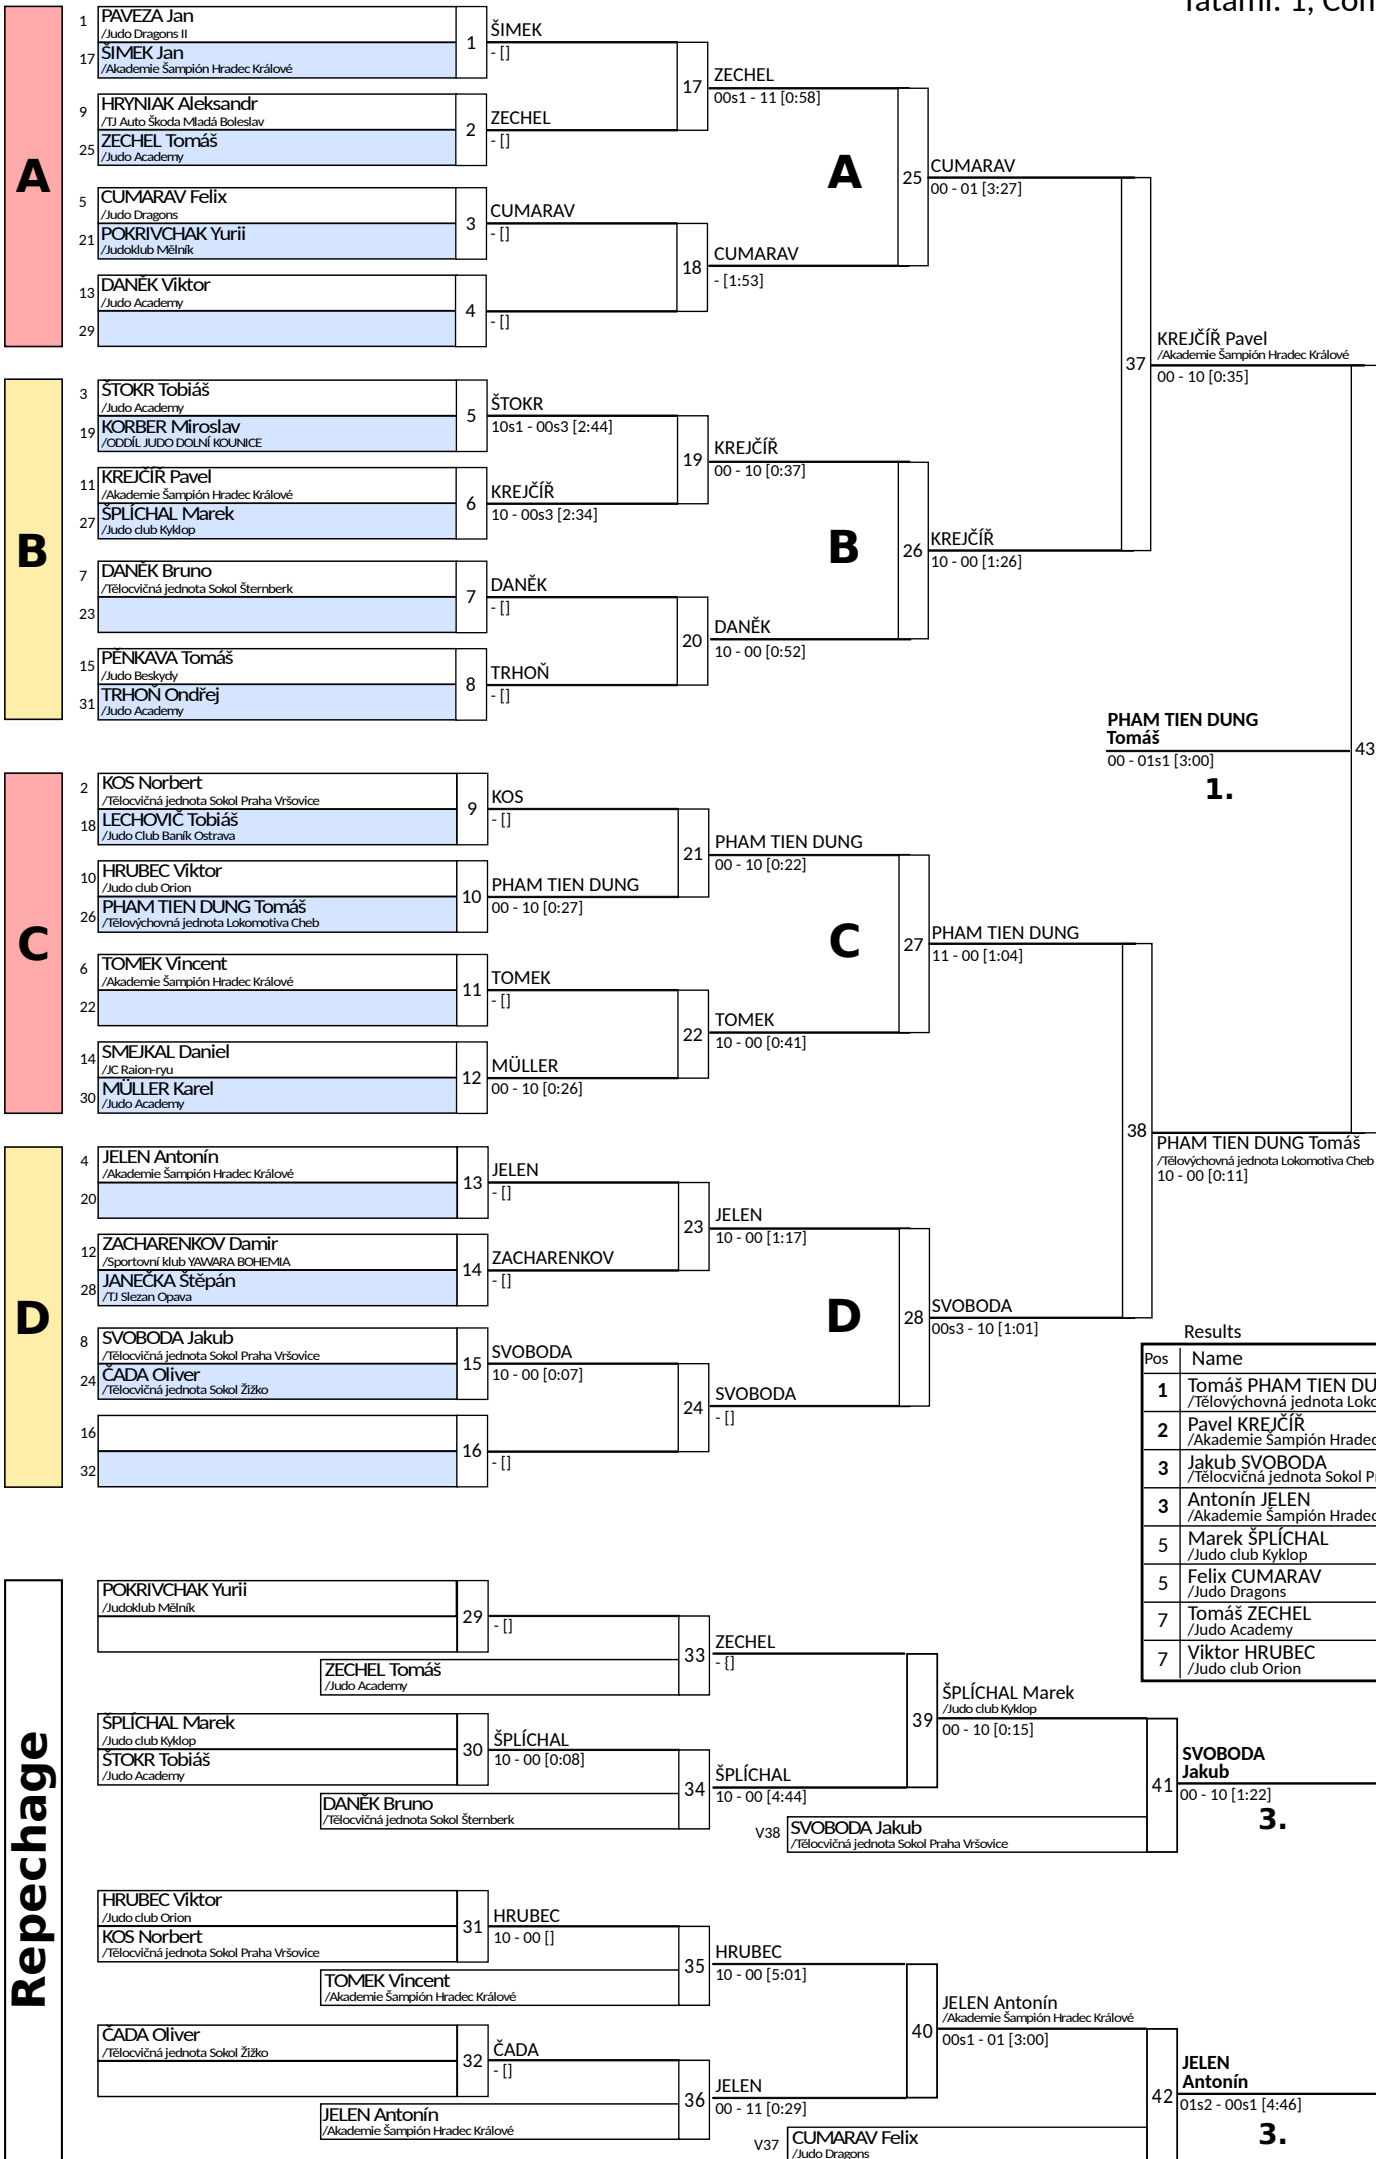 Tatami: 1, Con
A
1
PAVEZA Jan
/Judo Dragons II
17
ŠIMEK Jan
/Akademie Šampión Hradec Králové
1
ŠIMEK
- []
9
HRYNIAK Aleksandr
/TJ Auto Škoda Mladá Boleslav
25
ZECHEL Tomáš
/Judo Academy
2
ZECHEL
- []
17
ZECHEL
00s1 - 11 [0:58]
5
CUMARAV Felix
/Judo Dragons
21
POKRIVCHAK Yurii
/Judoklub Mělník
3
CUMARAV
- []
13
DANĚK Viktor
/Judo Academy
29
4
- []
18
CUMARAV
- [1:53]
A
25
CUMARAV
00 - 01 [3:27]
B
3
ŠTOKR Tobiáš
/Judo Academy
19
KORBER Miroslav
/ODDÍL JUDO DOLNÍ KOUNICE
5
ŠTOKR
10s1 - 00s3 [2:44]
11
KREJČÍŘ Pavel
/Akademie Šampión Hradec Králové
27
ŠPLÍCHAL Marek
/Judo club Kyklop
6
KREJČÍŘ
10 - 00s3 [2:34]
19
KREJČÍŘ
00 - 10 [0:37]
7
DANĚK Bruno
/Tělocvičná jednota Sokol Šternberk
23
7
DANĚK
- []
15
PĚNKAVA Tomáš
/Judo Beskydy
31
TRHOŇ Ondřej
/Judo Academy
8
TRHOŇ
- []
20
DANĚK
10 - 00 [0:52]
B
26
KREJČÍŘ
10 - 00 [1:26]
37
KREJČÍŘ Pavel
/Akademie Šampión Hradec Králové
00 - 10 [0:35]
PHAM TIEN DUNG
Tomáš
00 - 01s1 [3:00]
1.
43
C
2
KOS Norbert
/Tělocvičná jednota Sokol Praha Vršovice
18
LECHOVIČ Tobiáš
/Judo Club Baník Ostrava
9
KOS
- []
10
HRUBEC Viktor
/Judo club Orion
26
PHAM TIEN DUNG Tomáš
/Tělovýchovná jednota Lokomotiva Cheb
10
PHAM TIEN DUNG
00 - 10 [0:27]
21
PHAM TIEN DUNG
00 - 10 [0:22]
6
TOMEK Vincent
/Akademie Šampión Hradec Králové
22
11
TOMEK
- []
14
SMEJKAL Daniel
/JC Raion-ryu
30
MÜLLER Karel
/Judo Academy
12
MÜLLER
00 - 10 [0:26]
22
TOMEK
10 - 00 [0:41]
C
27
PHAM TIEN DUNG
11 - 00 [1:04]
D
4
JELEN Antonín
/Akademie Šampión Hradec Králové
20
13
JELEN
- []
12
ZACHARENKOV Damir
/Sportovní klub YAWARA BOHEMIA
28
JANEČKA Štěpán
/TJ Slezan Opava
14
ZACHARENKOV
- []
23
JELEN
10 - 00 [1:17]
8
SVOBODA Jakub
/Tělocvičná jednota Sokol Praha Vršovice
24
ČADA Oliver
/Tělocvičná jednota Sokol Žižko
15
SVOBODA
10 - 00 [0:07]
16
32
16
- []
24
SVOBODA
- []
D
28
SVOBODA
00s3 - 10 [1:01]
38
PHAM TIEN DUNG Tomáš
/Tělovýchovná jednota Lokomotiva Cheb
10 - 00 [0:11]
Results
Pos Name
1 Tomáš PHAM TIEN DU
/Tělovýchovná jednota Loko
2 Pavel KREJČÍŘ
/Akademie Šampión Hradec
3 Jakub SVOBODA
/Tělocvičná jednota Sokol P
3 Antonín JELEN
/Akademie Šampión Hradec
5 Marek ŠPLÍCHAL
/Judo club Kyklop
5 Felix CUMARAV
/Judo Dragons
7 Tomáš ZECHEL
/Judo Academy
7 Viktor HRUBEC
/Judo club Orion
Repechage
POKRIVCHAK Yurii
/Judoklub Mělník
29
- []
ZECHEL Tomáš
/Judo Academy
33
ZECHEL
- {]
ŠPLÍCHAL Marek
/Judo club Kyklop
ŠTOKR Tobiáš
/Judo Academy
30
ŠPLÍCHAL
10 - 00 [0:08]
DANĚK Bruno
/Tělocvičná jednota Sokol Šternberk
34
ŠPLÍCHAL
10 - 00 [4:44]
39
ŠPLÍCHAL Marek
/Judo club Kyklop
00 - 10 [0:15]
V38
SVOBODA Jakub
/Tělocvičná jednota Sokol Praha Vršovice
41
SVOBODA
Jakub
00 - 10 [1:22]
3.
HRUBEC Viktor
/Judo club Orion
KOS Norbert
/Tělocvičná jednota Sokol Praha Vršovice
31
HRUBEC
10 - 00 []
TOMEK Vincent
/Akademie Šampión Hradec Králové
35
HRUBEC
10 - 00 [5:01]
ČADA Oliver
/Tělocvičná jednota Sokol Žižko
32
ČADA
- []
JELEN Antonín
/Akademie Šampión Hradec Králové
36
JELEN
00 - 11 [0:29]
40
JELEN Antonín
/Akademie Šampión Hradec Králové
00s1 - 01 [3:00]
V37
CUMARAV Felix
/Judo Dragons
42
JELEN
Antonín
01s2 - 00s1 [4:46]
3.